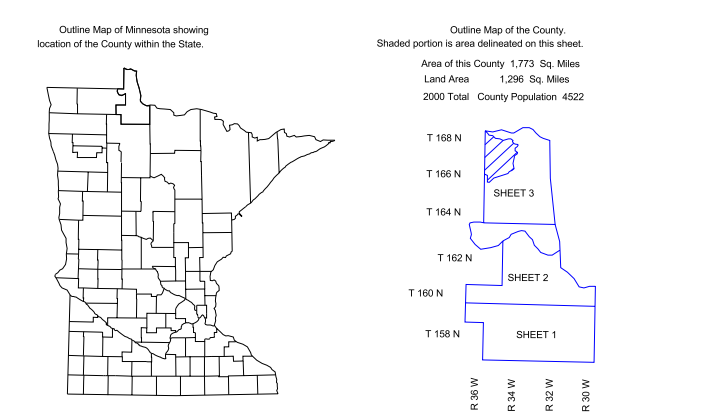 Outline Map of Minnesota showing
location of the County within the State.
Outline Map of the County.
Shaded portion is area delineated on this sheet.
Area of this County 1,773 Sq. Miles
Land Area 1,296 Sq. Miles
2000 Total County Population 4522
T 168 N
T 166 N
SHEET 3
T 164 N
T 162 N
SHEET 2
T 160 N
T 158 N
SHEET 1
R 36 W
R 34 W
R 32 W
R 30 W